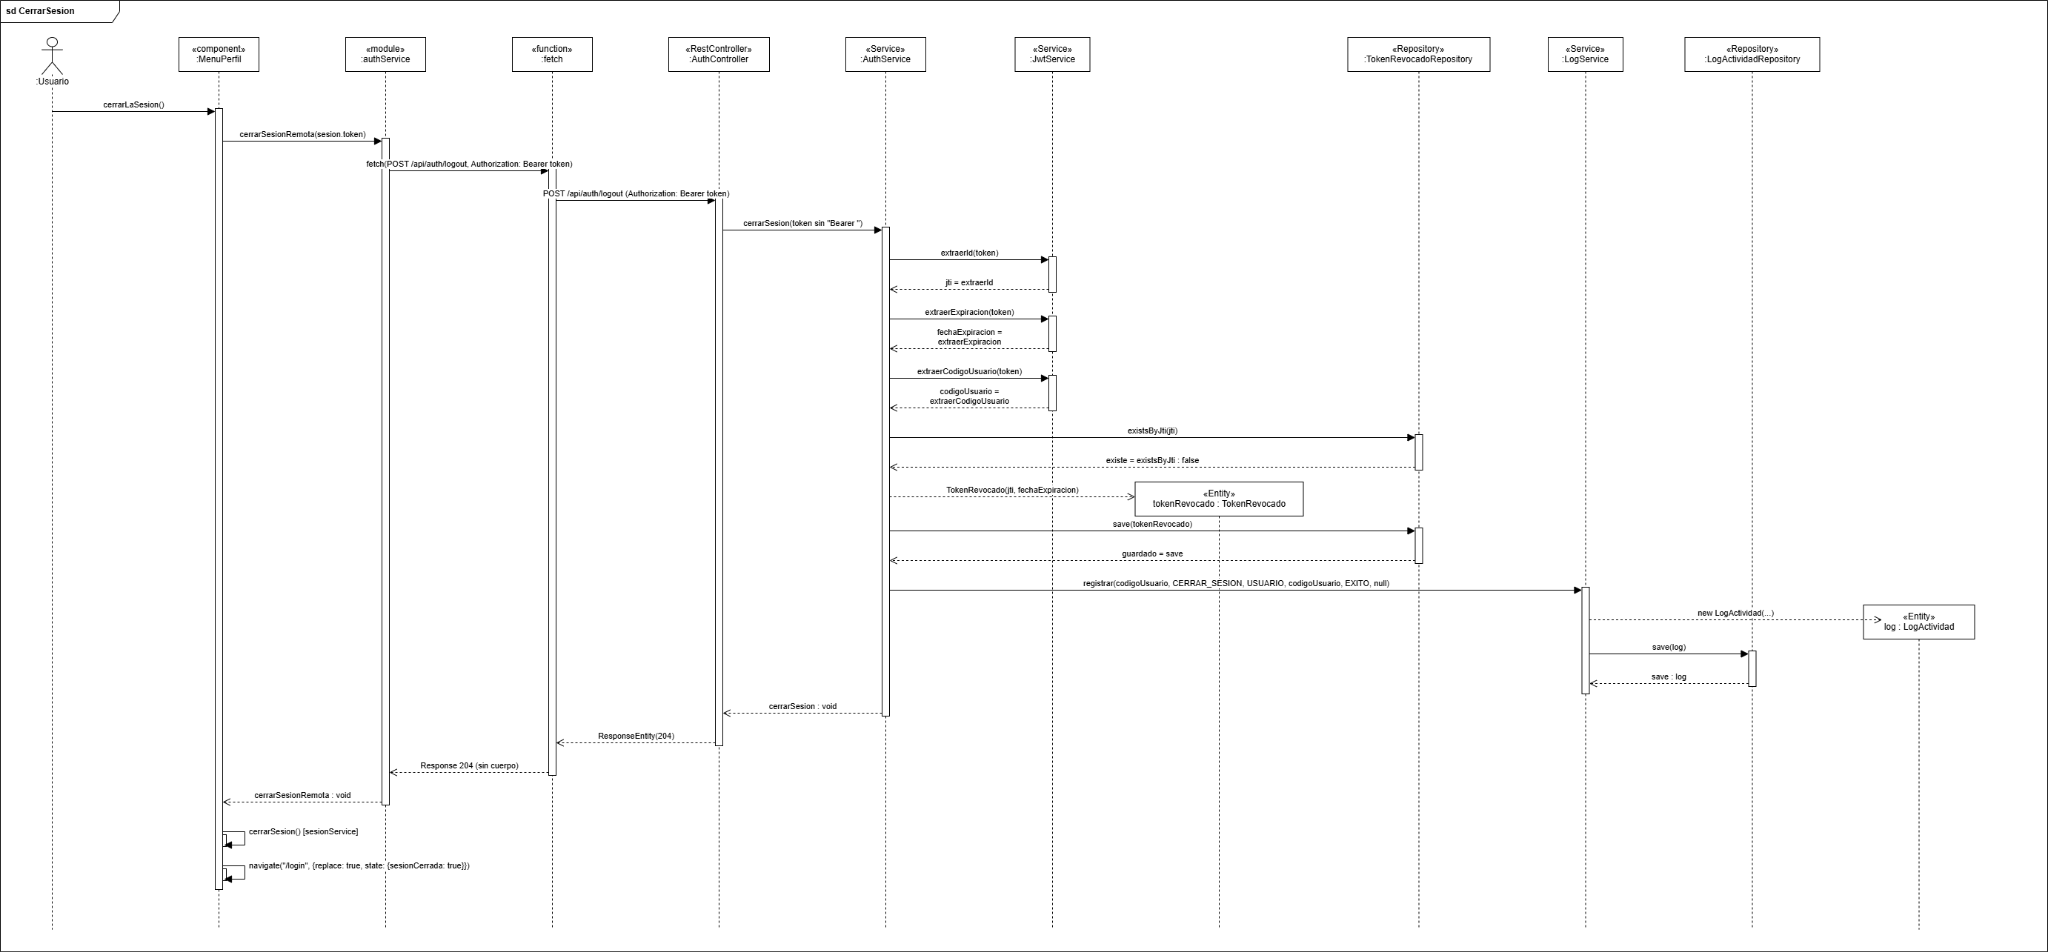 sd CerrarSesion
:Usuario
«component»
:MenuPerfil
«module»
:authService
«function»
:fetch
«RestController»
:AuthController
«Service»
:AuthService
«Service»
:JwtService
«Repository»
:TokenRevocadoRepository
«Service»
:LogService
«Repository»
:LogActividadRepository
cerrarLaSesion()
cerrarSesionRemota(sesion.token)
fetch(POST /api/auth/logout, Authorization: Bearer token)
POST /api/auth/logout (Authorization: Bearer token)
cerrarSesion(token sin "Bearer ")
extraerId(token)
jti = extraerId
extraerExpiracion(token)
fechaExpiracion =
extraerExpiracion
extraerCodigoUsuario(token)
codigoUsuario =
extraerCodigoUsuario
existsByJti(jti)
existe = existsByJti : false
TokenRevocado(jti, fechaExpiracion)
«Entity»
tokenRevocado : TokenRevocado
save(tokenRevocado)
guardado = save
registrar(codigoUsuario, CERRAR_SESION, USUARIO, codigoUsuario, EXITO, null)
new LogActividad(...)
«Entity»
log : LogActividad
save(log)
save : log
cerrarSesion : void
ResponseEntity(204)
Response 204 (sin cuerpo)
cerrarSesionRemota : void
cerrarSesion() [sesionService]
navigate("/login", {replace: true, state: {sesionCerrada: true}})